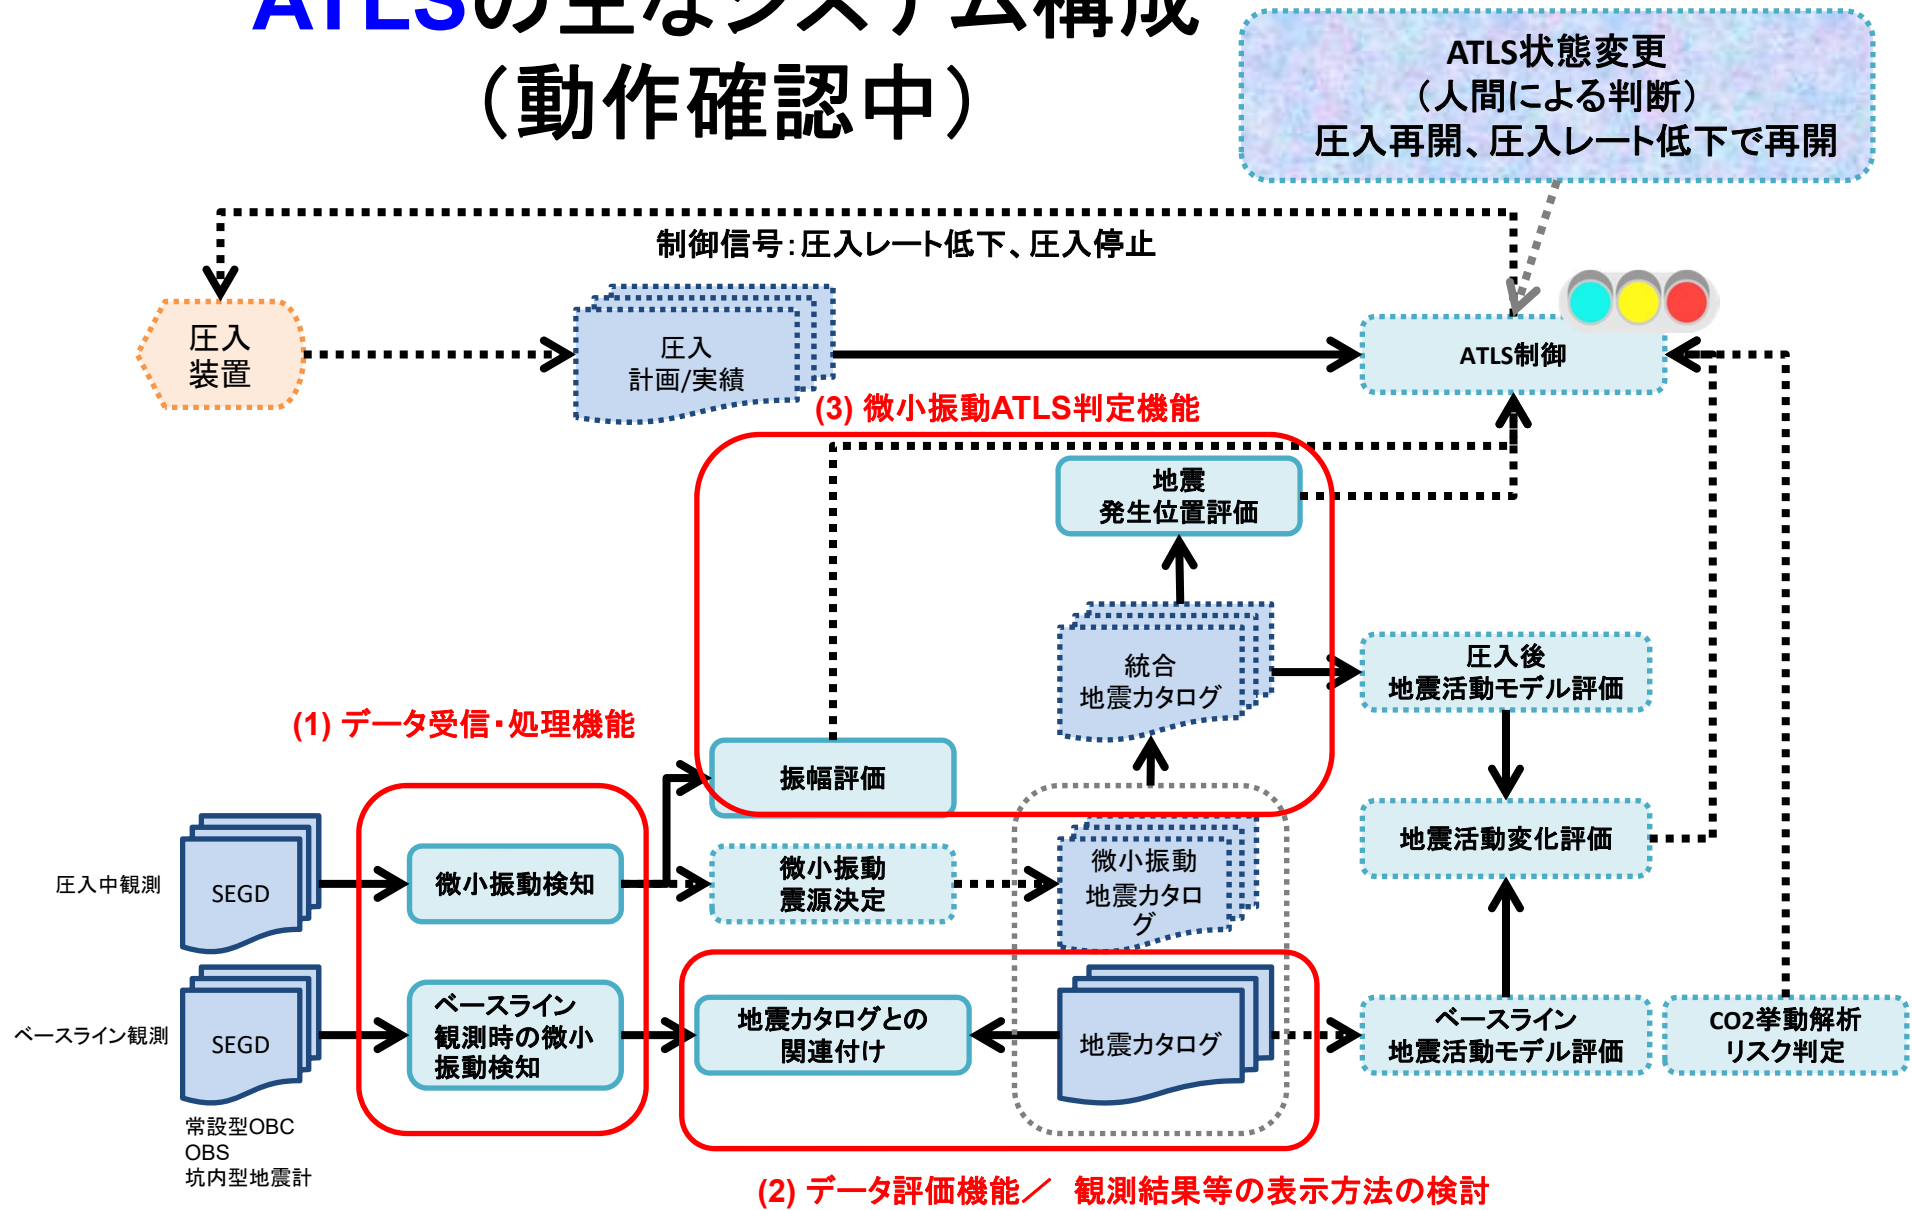 ATLSの主なシステム構成
（動作確認中）
ATLS状態変更
（人間による判断）
圧入再開、圧入レート低下で再開
制御信号：圧入レート低下、圧入停止
圧入
装置
圧入
計画/実績
ATLS制御
(3) 微小振動ATLS判定機能
地震
発生位置評価
統合
地震カタログ
圧入後
地震活動モデル評価
(1) データ受信・処理機能
振幅評価
地震活動変化評価
圧入中観測
SEGD
微小振動検知
微小振動
震源決定
微小振動
地震カタロ
グ
ベースライン観測
SEGD
ベースライン
観測時の微小
振動検知
地震カタログとの
関連付け
地震カタログ
ベースライン
地震活動モデル評価
CO2挙動解析
リスク判定
常設型OBC
OBS
坑内型地震計
(2) データ評価機能／ 観測結果等の表示方法の検討